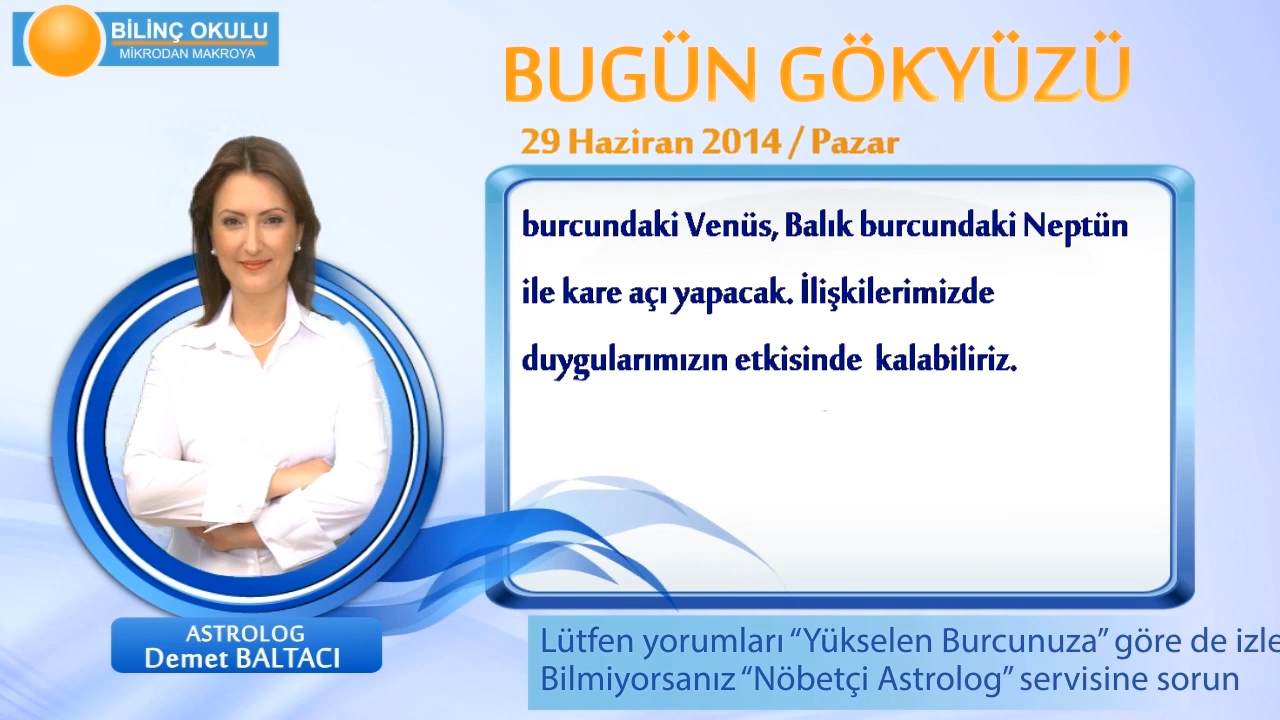 BİLİNÇ OKULU
MİKRODAN MAKROYA
BUGÜN GÖKYÜZÜ
29 Haziran 2014 / Pazar
burcundaki Venüs, Balık burcundaki Neptün
ile kare açı yapacak. İlişkilerimizde
duygularımızın etkisinde kalabiliriz.
ASTROLOG
Demet BALTACI
Lütfen yorumları “Yükselen Burcunuza” göre de izle
Bilmiyorsanız “Nöbetçi Astrolog” servisine sorun